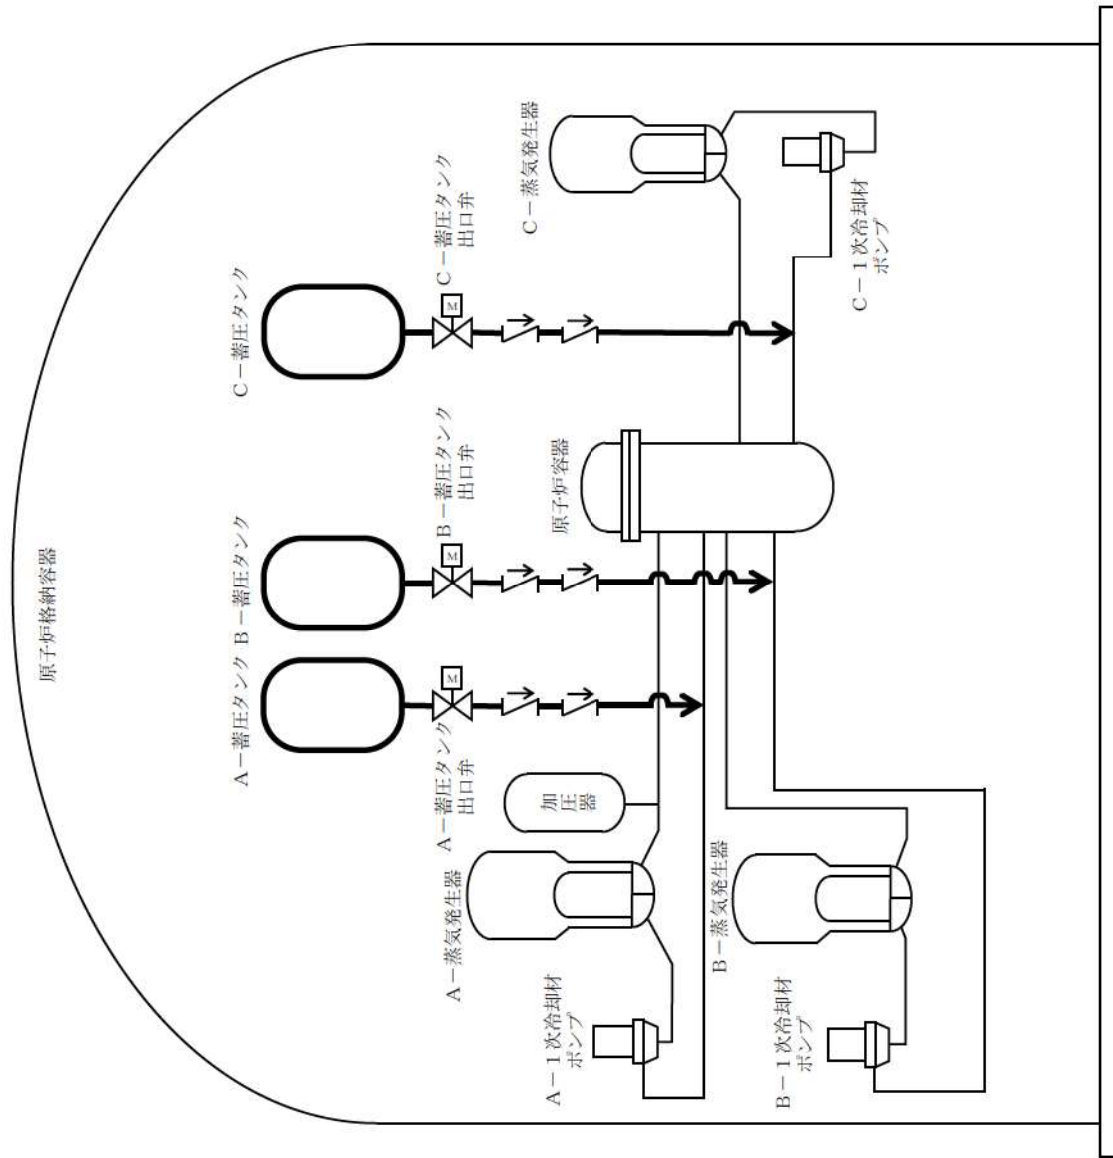 原子炉格納容器
A－蓄圧タンク
B－蓄圧タンク
C－蓄圧タンク
A－蓄圧タンク
出口弁
B－蓄圧タンク
出口弁
C－蓄圧タンク
出口弁
M
M
M
A－蒸気発生器
加圧器
原子炉容器
C－蒸気発生器
A－1次冷却材
ポンプ
B－蒸気発生器
B－1次冷却材
ポンプ
C－1次冷却材
ポンプ